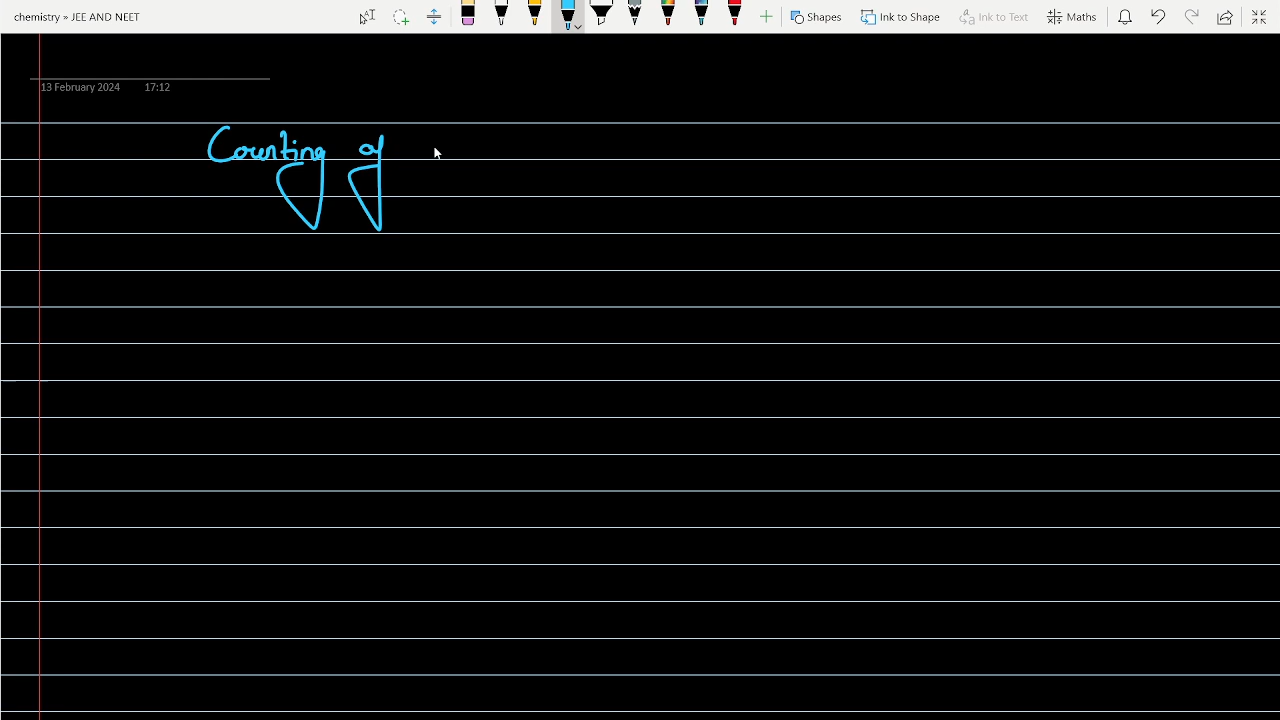 chemistry » JEE AND NEET Shapes Ink to Shape Ink to Text Maths
13 February 2024 17:12
Counting of